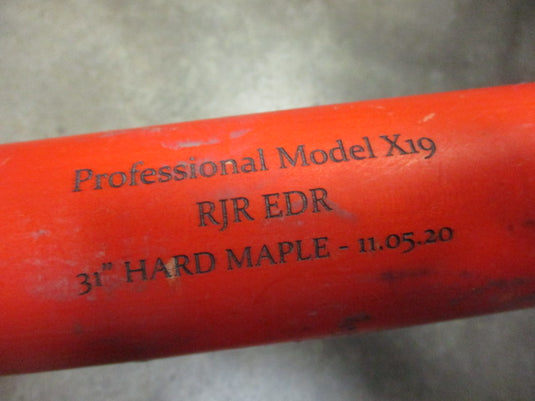 Professional Model X19
RJR EDR
31" HARD MAPLE - 11.05.20